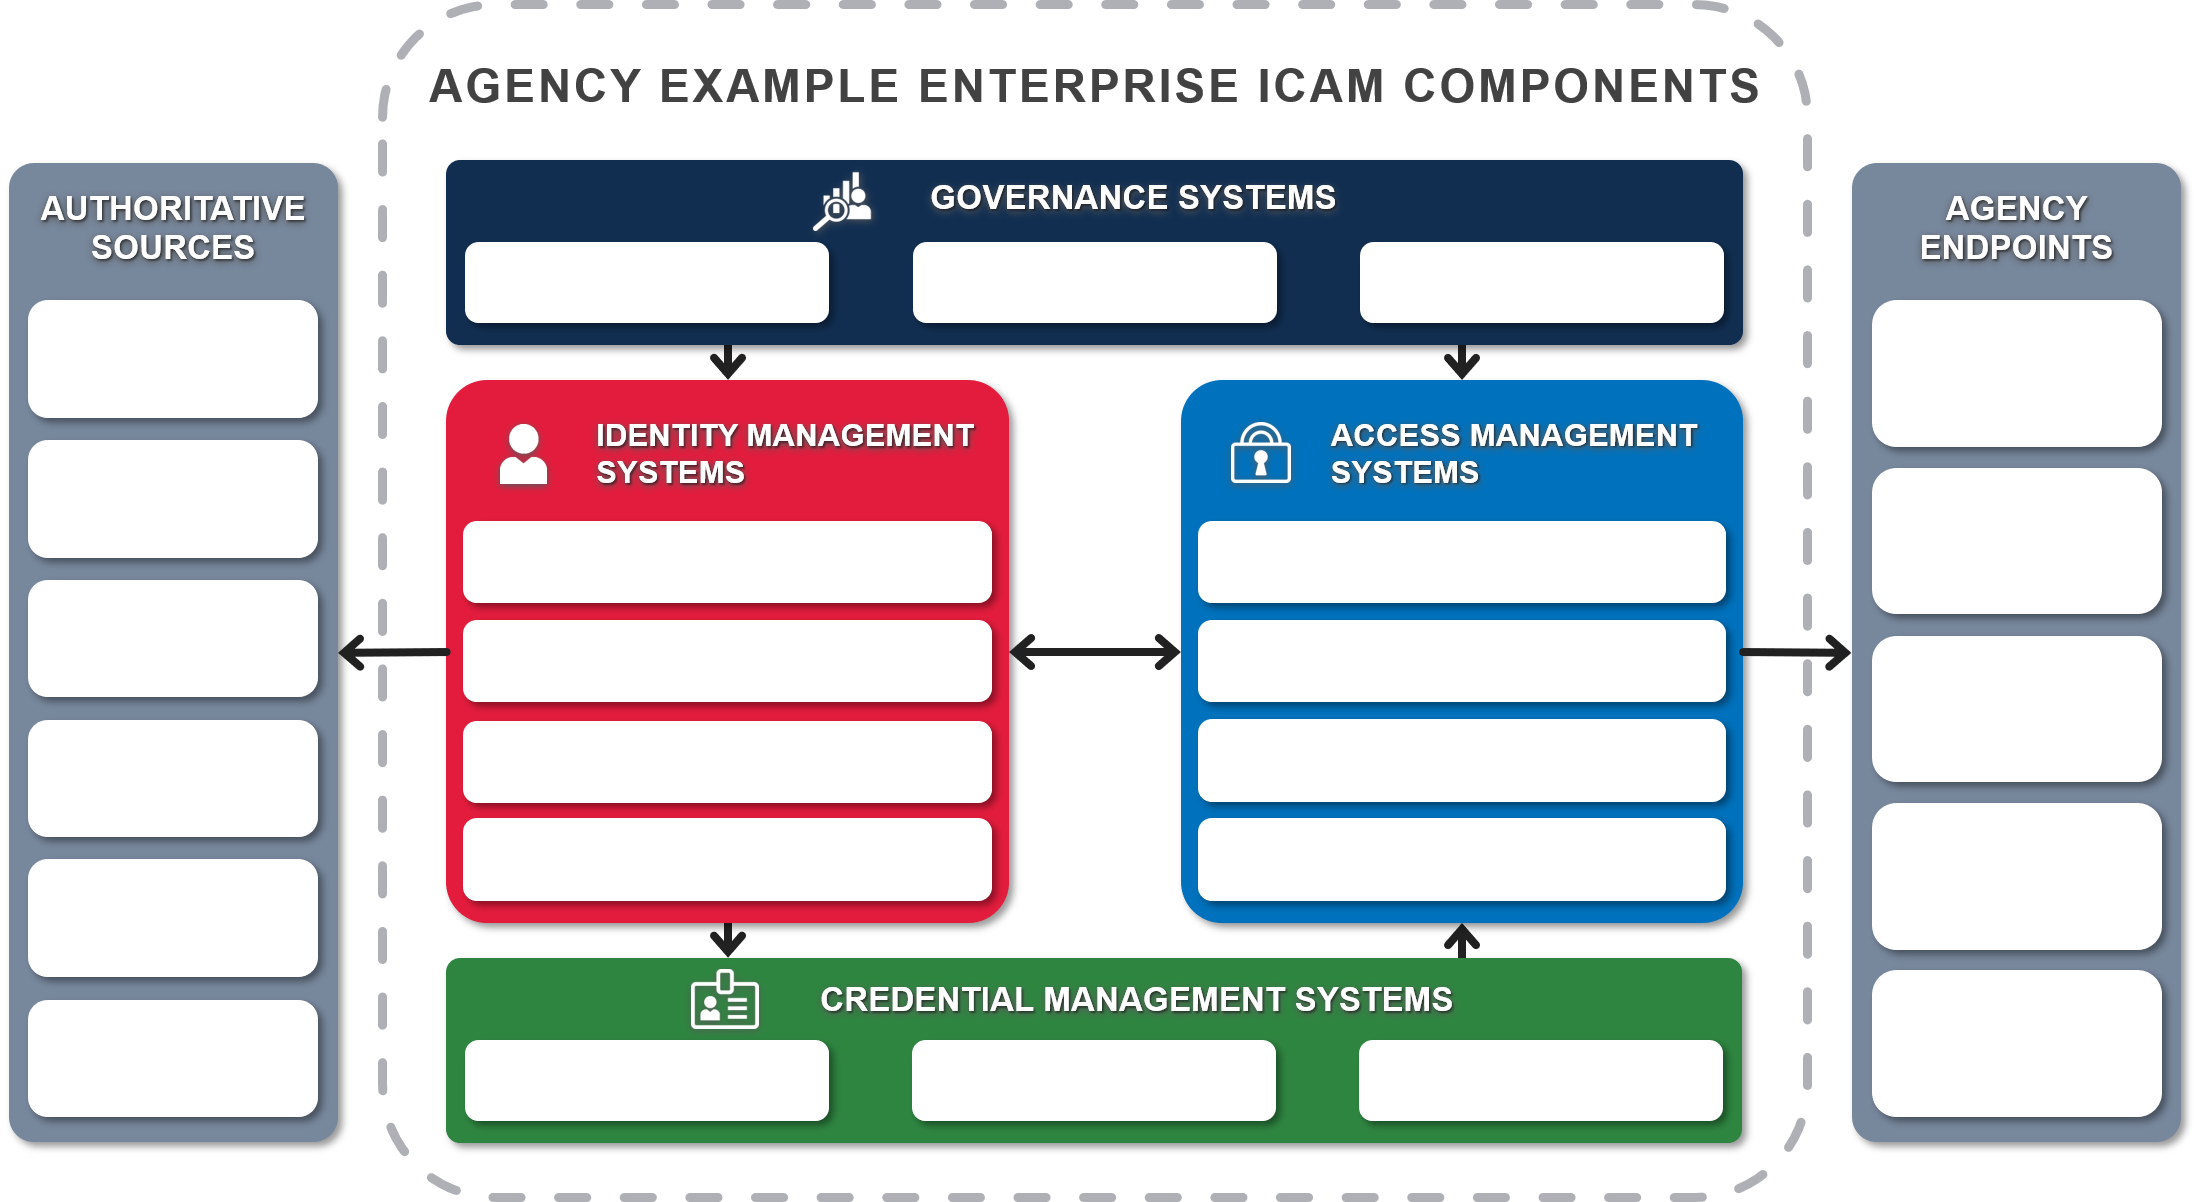 AGENCY EXAMPLE ENTERPRISE ICAM COMPONENTS
AUTHORITATIVE
SOURCES
GOVERNANCE SYSTEMS
AGENCY
ENDPOINTS
IDENTITY MANAGEMENT
SYSTEMS
ACCESS MANAGEMENT
SYSTEMS
CREDENTIAL MANAGEMENT SYSTEMS